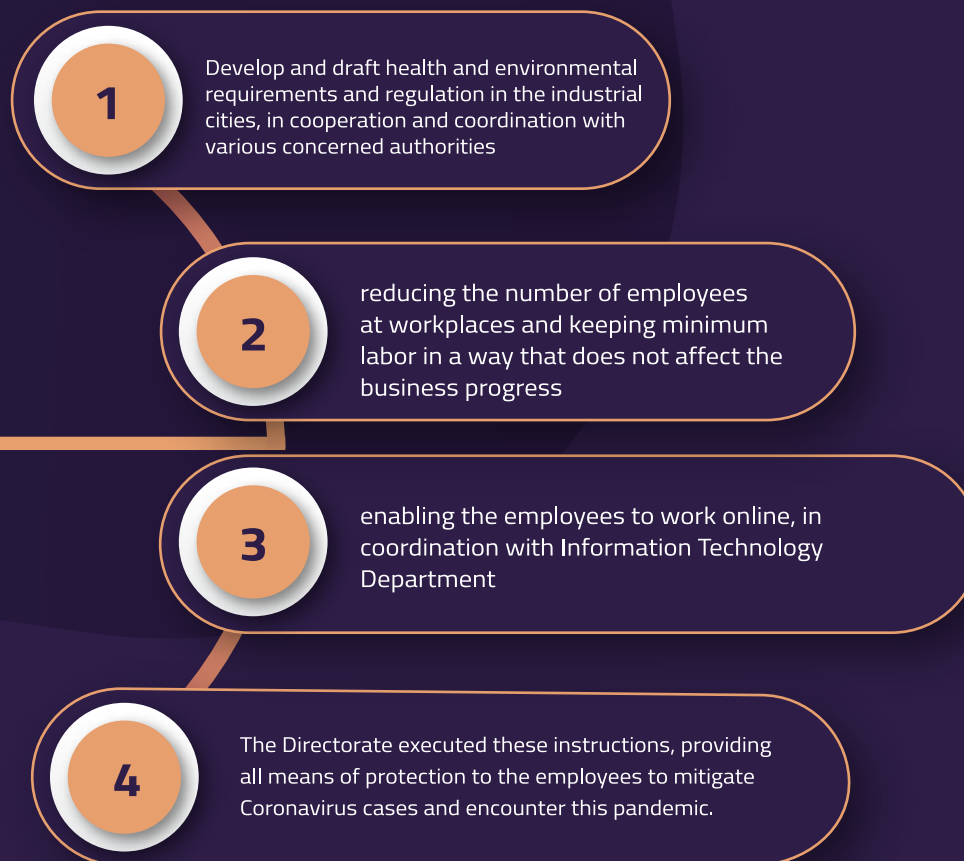 1
Develop and draft health and environmental
requirements and regulation in the industrial
cities, in cooperation and coordination with
various concerned authorities
2
reducing the number of employees
at workplaces and keeping minimum
labor in a way that does not affect the
business progress
3
enabling the employees to work online, in
coordination with Information Technology
Department
4
The Directorate executed these instructions, providing
all means of protection to the employees to mitigate
Coronavirus cases and encounter this pandemic.